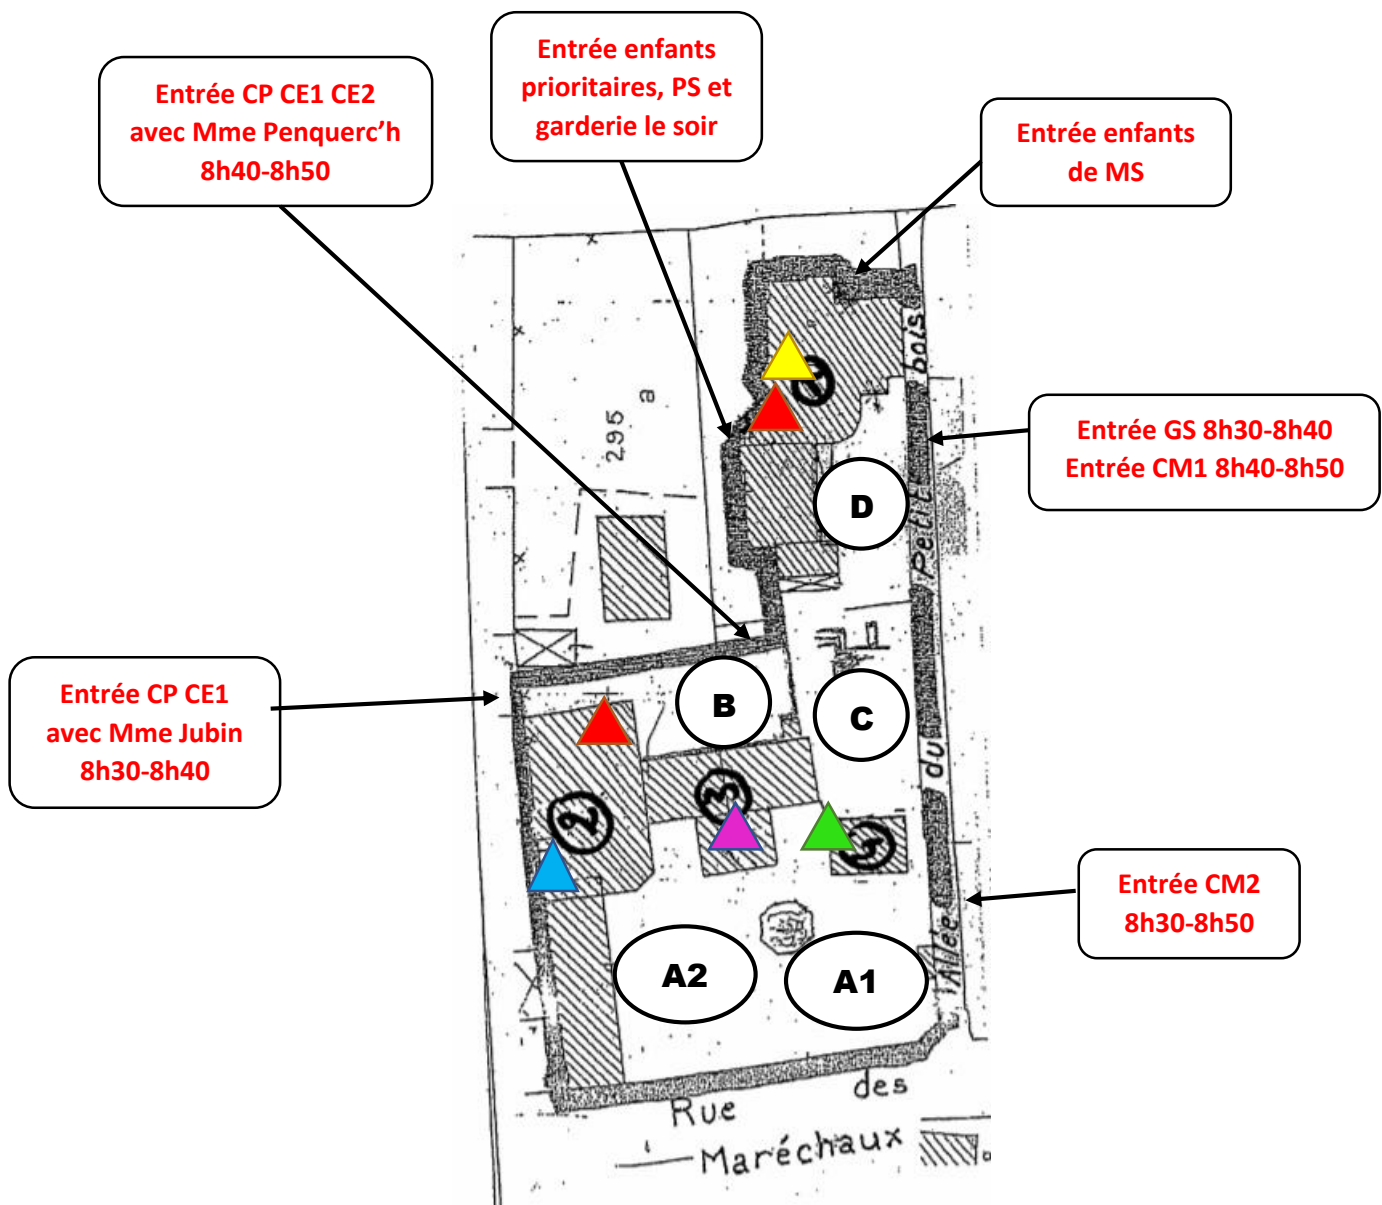 Entrée enfants
prioritaires, PS et
garderie le soir
Entrée CP CE1 CE2
avec Mme Penquerc’h
8h40-8h50
Entrée enfants
de MS
Entrée GS 8h30-8h40
Entrée CM1 8h40-8h50
Entrée CP CE1
avec Mme Jubin
8h30-8h40
Entrée CM2
8h30-8h50
295
a
1
D
B
C
2
3
3
A2
A1
Allée du Petit bois
Rue des
Maréchaux